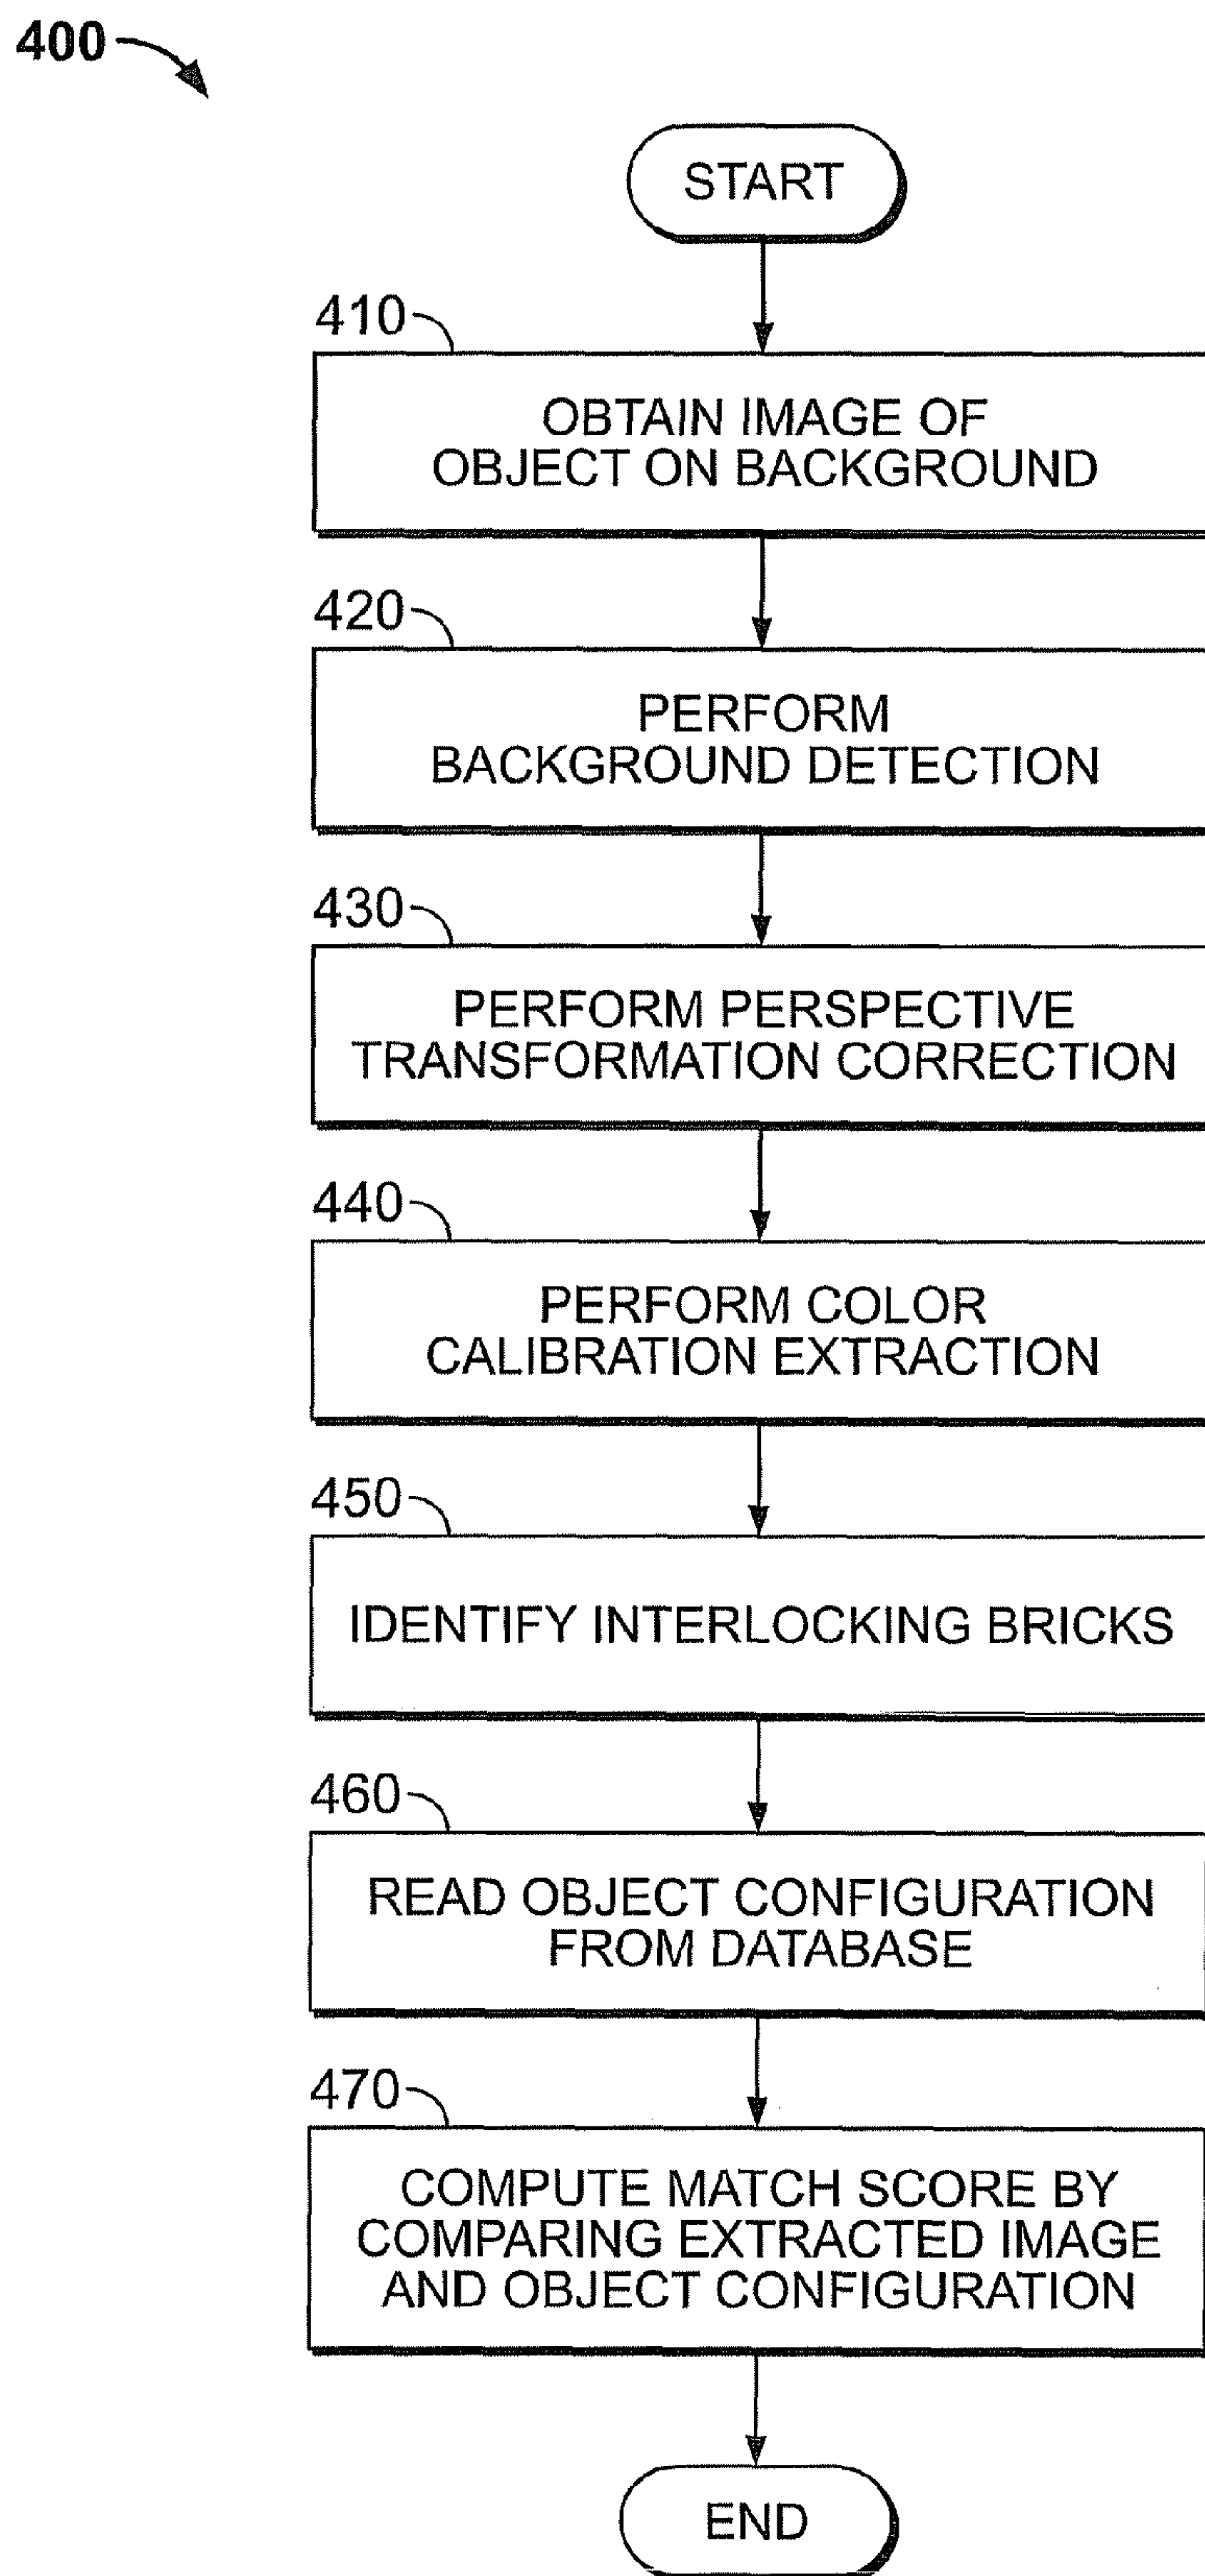 400
START
410
OBTAIN IMAGE OF
OBJECT ON BACKGROUND
420
PERFORM
BACKGROUND DETECTION
430
PERFORM PERSPECTIVE
TRANSFORMATION CORRECTION
440
PERFORM COLOR
CALIBRATION EXTRACTION
450
IDENTIFY INTERLOCKING BRICKS
460
READ OBJECT CONFIGURATION
FROM DATABASE
470
COMPUTE MATCH SCORE BY
COMPARING EXTRACTED IMAGE
AND OBJECT CONFIGURATION
END